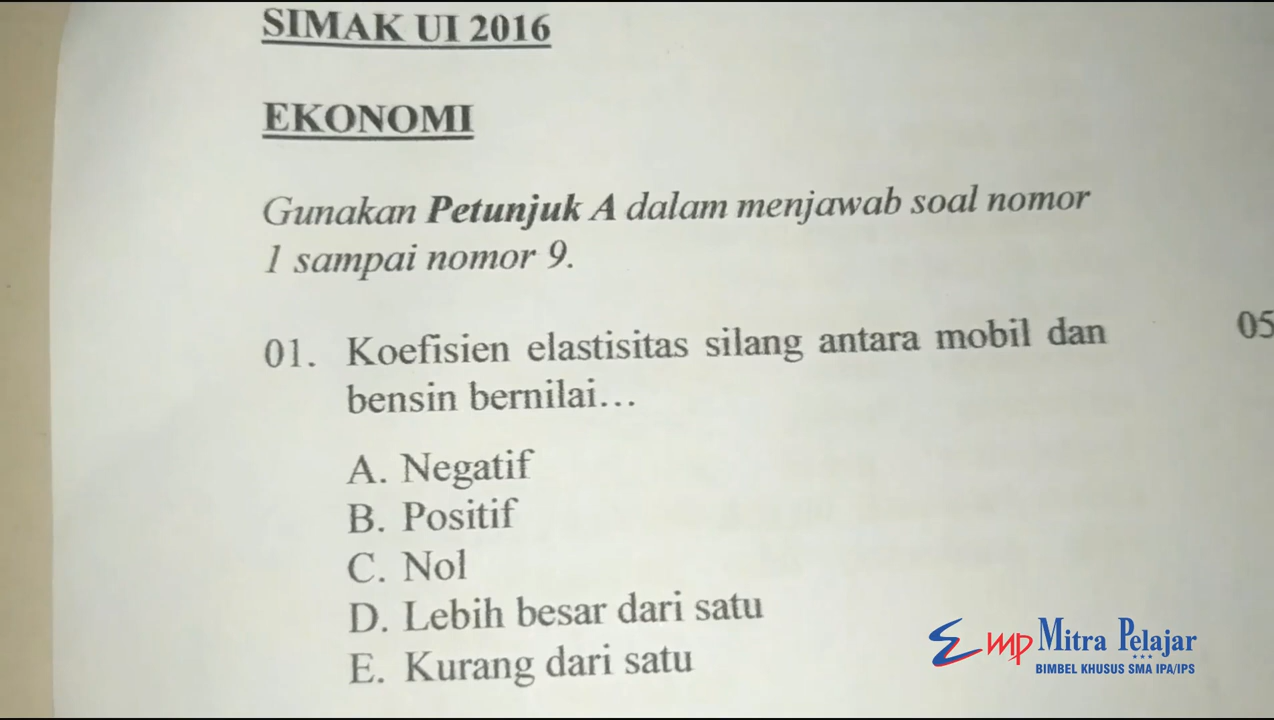 SIMAK UI 2016
EKONOMI
Gunakan Petunjuk A dalam menjawab soal nomor
1 sampai nomor 9.
01. Koefisien elastisitas silang antara mobil dan
bensin bernilai...
A. Negatif
B. Positif
C. Nol
D. Lebih besar dari satu
E. Kurang dari satu
05
Emp Mitra Pelajar
BIMBEL KHUSUS SMA IPA/IPS